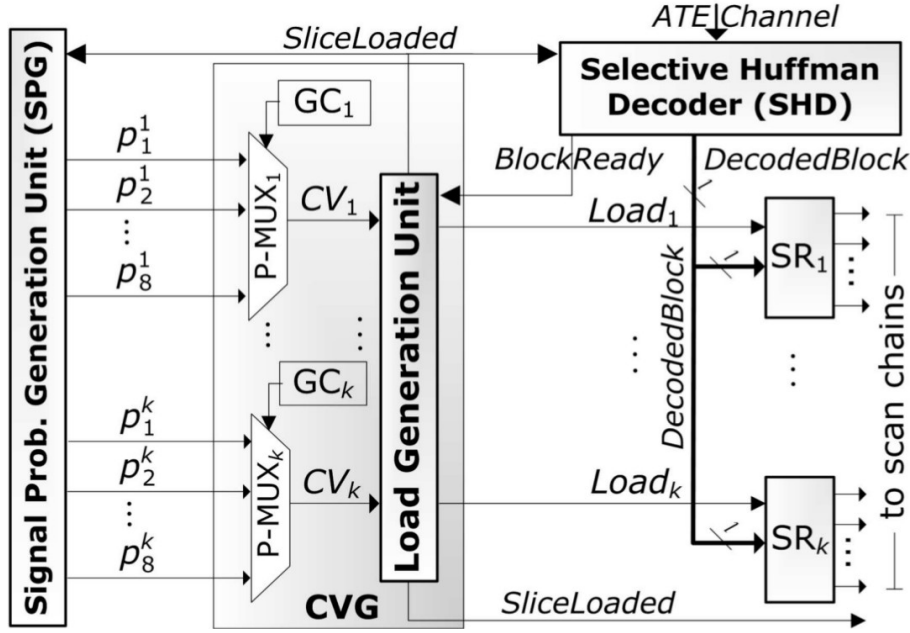 ATE Channel
SliceLoaded
Selective Huffman
Decoder (SHD)
Signal Prob. Generation Unit (SPG)
GC₁
p₁¹
p₂¹
...
p₈¹
P-MUX₁
CV₁
Load Generation Unit
BlockReady
DecodedBlock
Load₁
SR₁
...
DecodedBlock
...
...
...
...
...
to scan chains
GCₖ
p₁ᵏ
p₂ᵏ
...
p₈ᵏ
P-MUXₖ
CVₖ
Loadₖ
SRₖ
...
CVG
SliceLoaded